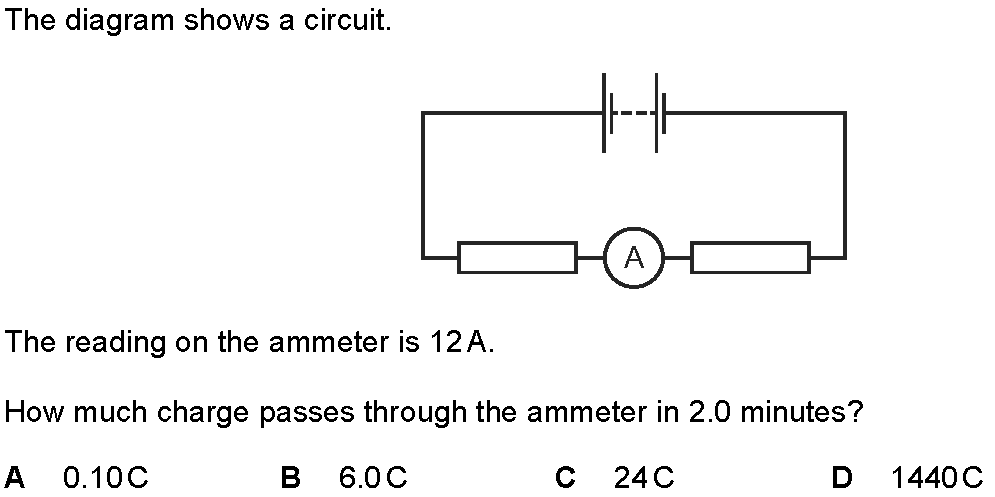 The diagram shows a circuit.
A
The reading on the ammeter is 12 A.
How much charge passes through the ammeter in 2.0 minutes?
A 0.10 C B 6.0 C C 24 C D 1440 C